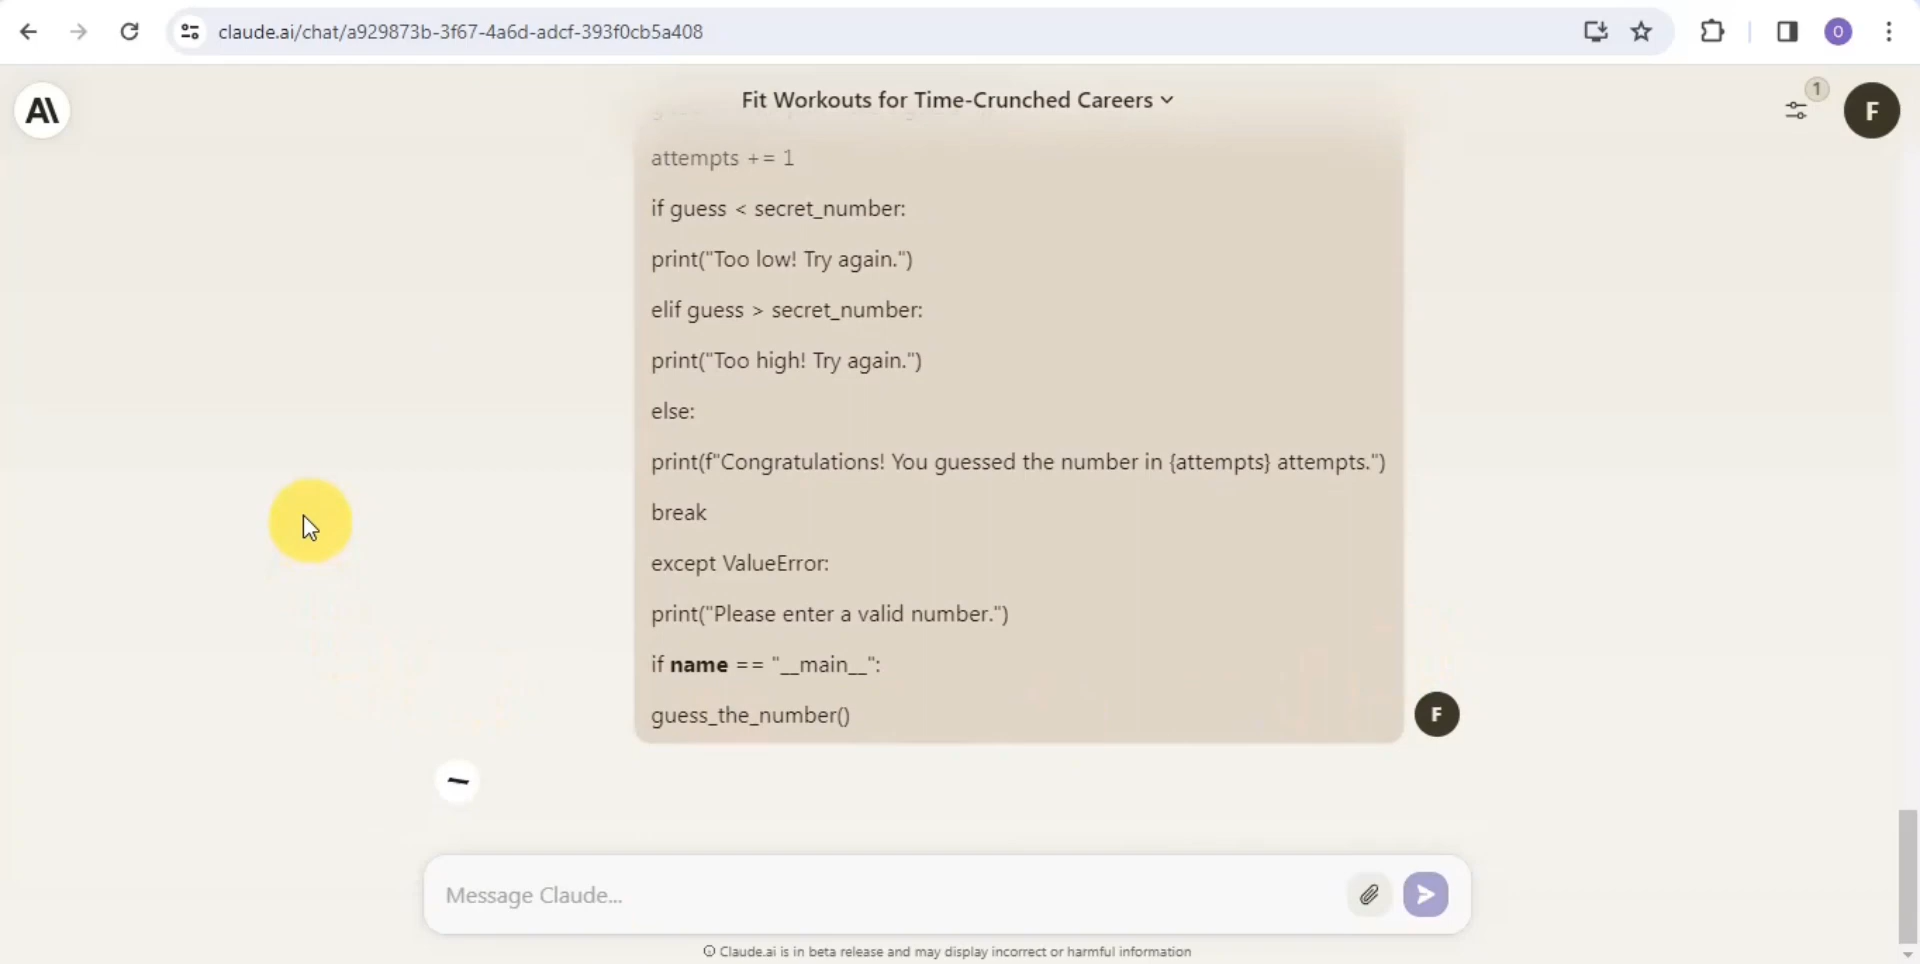 claude.ai/chat/a929873b-3f67-4a6d-adcf-393f0cb5a408
O
A\
Fit Workouts for Time-Crunched Careers
1
F
attempts += 1
if guess < secret_number:
print("Too low! Try again.")
elif guess > secret_number:
print("Too high! Try again.")
else:
print(f"Congratulations! You guessed the number in {attempts} attempts.")
break
except ValueError:
print("Please enter a valid number.")
if name == "__main__":
guess_the_number()
F
Message Claude...
Claude.ai is in beta release and may display incorrect or harmful information